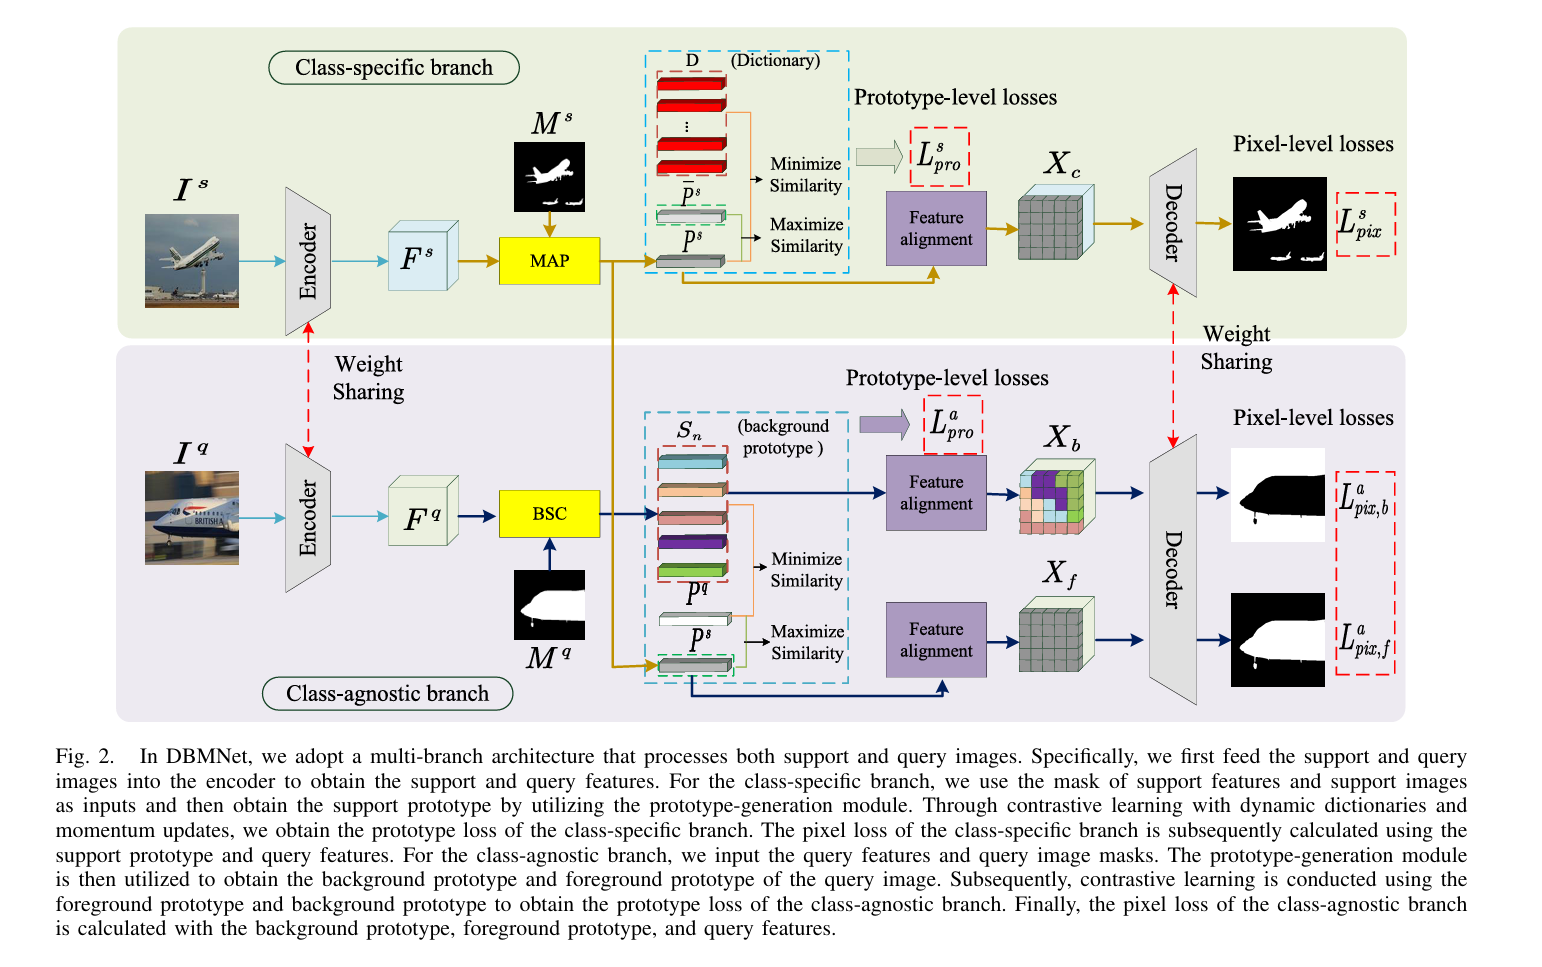 Class-specific branch
D (Dictionary)
Prototype-level losses
M^s
L^s_pro
X_c
Pixel-level losses
I^s
Encoder
F^s
MAP
P̄^s
P^s
Minimize
Similarity
Maximize
Similarity
Feature
alignment
Decoder
L^s_pix
Weight
Sharing
Weight
Sharing
Prototype-level losses
L^a_pro
Pixel-level losses
S_n
(background
prototype )
X_b
I^q
BRITISH A
Encoder
F^q
BSC
M^q
P^q
P^s
Minimize
Similarity
Maximize
Similarity
Feature
alignment
X_f
Feature
alignment
Decoder
L^a_pix,b
L^a_pix,f
Class-agnostic branch
Fig. 2. In DBMNet, we adopt a multi-branch architecture that processes both support and query images. Specifically, we first feed the support and query
images into the encoder to obtain the support and query features. For the class-specific branch, we use the mask of support features and support images
as inputs and then obtain the support prototype by utilizing the prototype-generation module. Through contrastive learning with dynamic dictionaries and
momentum updates, we obtain the prototype loss of the class-specific branch. The pixel loss of the class-specific branch is subsequently calculated using the
support prototype and query features. For the class-agnostic branch, we input the query features and query image masks. The prototype-generation module
is then utilized to obtain the background prototype and foreground prototype of the query image. Subsequently, contrastive learning is conducted using the
foreground prototype and background prototype to obtain the prototype loss of the class-agnostic branch. Finally, the pixel loss of the class-agnostic branch
is calculated with the background prototype, foreground prototype, and query features.